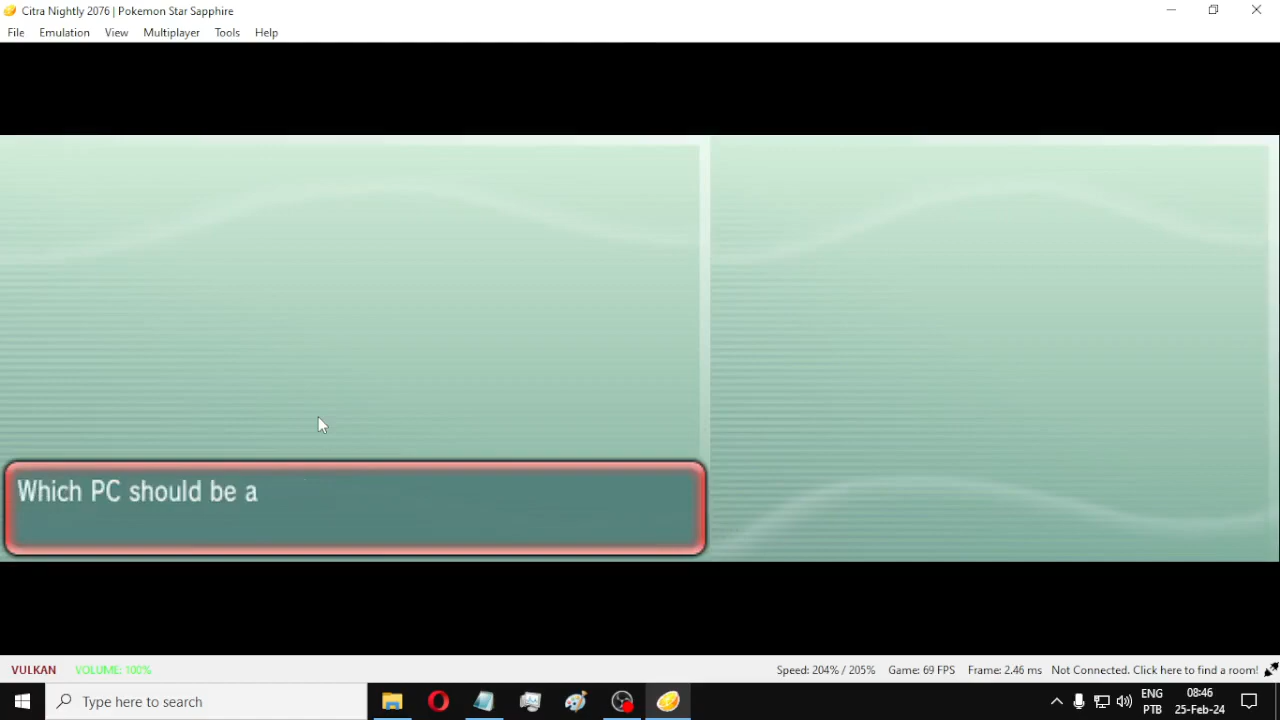 Citra Nightly 2076 | Pokemon Star Sapphire
File Emulation View Multiplayer Tools Help
Which PC should be a
VULKAN VOLUME: 100% Speed: 204% / 205% Game: 69 FPS Frame: 2.46 ms Not Connected. Click here to find a room!
Type here to search
ENG 08:46
PTB 25-Feb-24